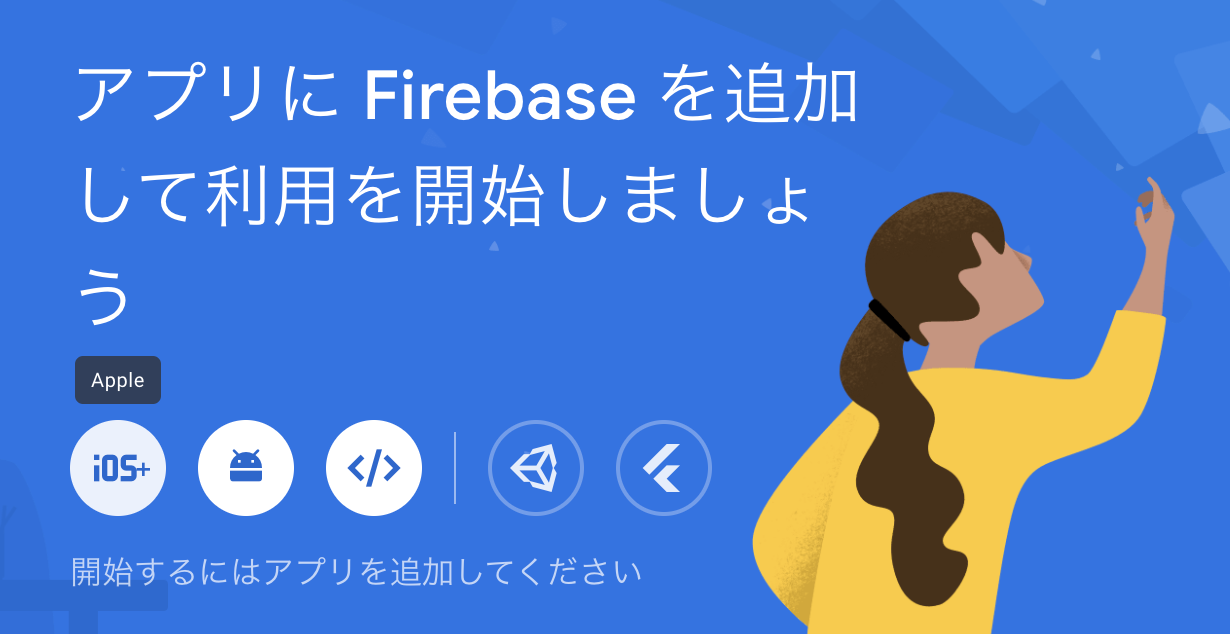 アプリに Firebase を追加
して利用を開始しましょ
う
Apple
iOS+
開始するにはアプリを追加してください